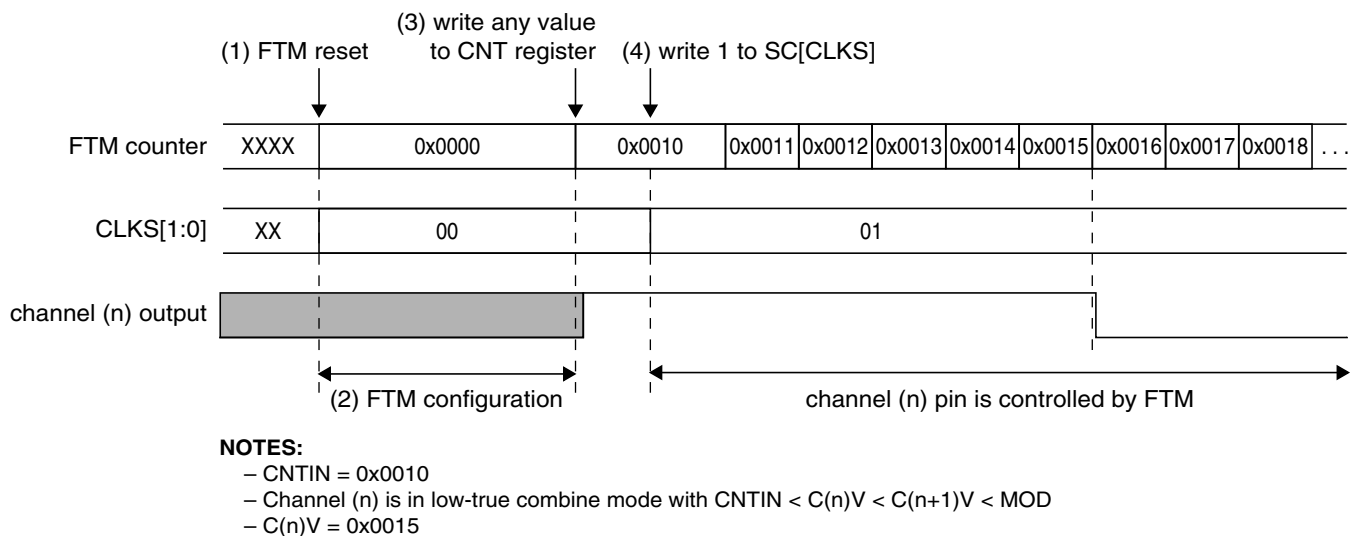 (3) write any value
(1) FTM reset to CNT register (4) write 1 to SC[CLKS]
FTM counter XXXX 0x0000 0x0010 0x0011 0x0012 0x0013 0x0014 0x0015 0x0016 0x0017 0x0018 . . .
CLKS[1:0] XX 00 01
channel (n) output
(2) FTM configuration channel (n) pin is controlled by FTM
NOTES:
– CNTIN = 0x0010
– Channel (n) is in low-true combine mode with CNTIN < C(n)V < C(n+1)V < MOD
– C(n)V = 0x0015